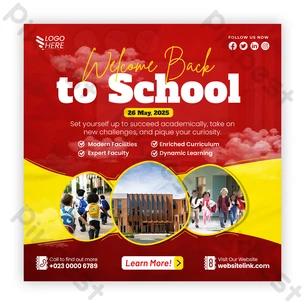 LOGO
HERE
FOLLOW US NOW
Welcome Back
to School
26 May, 2025
Set yourself up to succeed academically, take on
new challenges, and pique your curiosity.
Modern Facilities
Enriched Curriculum
Expert Faculty
Dynamic Learning
Call to find out more
+023 0000 6789
Learn More!
Visit Our Website
websitelink.com